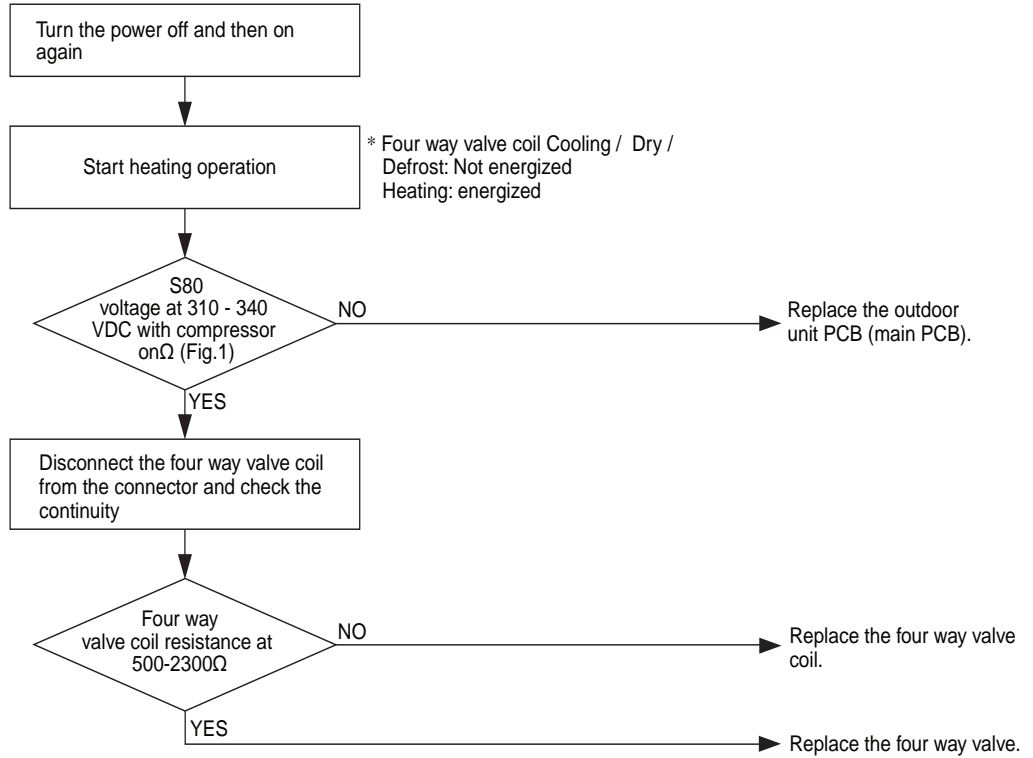 Turn the power off and then on
again
Start heating operation
* Four way valve coil Cooling / Dry /
Defrost: Not energized
Heating: energized
S80
voltage at 310 - 340
VDC with compressor
onΩ (Fig.1)
NO
Replace the outdoor
unit PCB (main PCB).
YES
Disconnect the four way valve coil
from the connector and check the
continuity
Four way
valve coil resistance at
500-2300Ω
NO
Replace the four way valve
coil.
YES
Replace the four way valve.